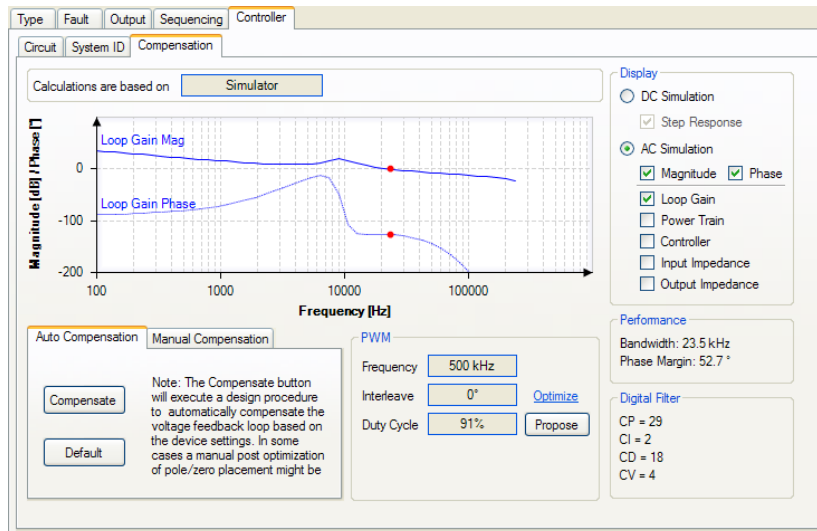 Type Fault Output Sequencing Controller
Circuit System ID Compensation
Calculations are based on Simulator
Magnitude [dB] / Phase [°]
Loop Gain Mag
Loop Gain Phase
0
-100
-200
100 1000 10000 100000
Frequency [Hz]
Display
DC Simulation
Step Response
AC Simulation
Magnitude Phase
Loop Gain
Power Train
Controller
Input Impedance
Output Impedance
Auto Compensation Manual Compensation
Compensate
Default
Note: The Compensate button
will execute a design procedure
to automatically compensate the
voltage feedback loop based on
the device settings. In some
cases a manual post optimization
of pole/zero placement might be
PWM
Frequency 500 kHz
Interleave 0° Optimize
Duty Cycle 91% Propose
Performance
Bandwidth: 23.5 kHz
Phase Margin: 52.7 °
Digital Filter
CP = 29
CI = 2
CD = 18
CV = 4